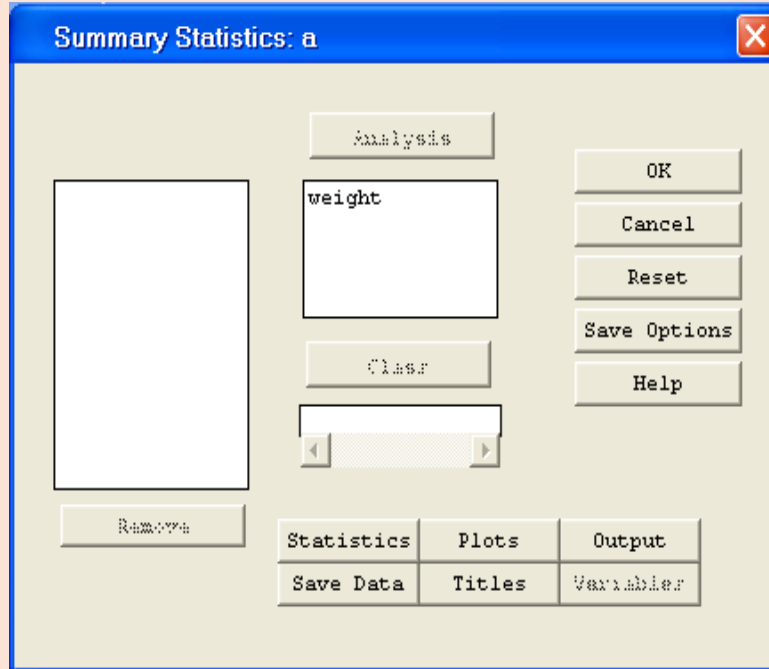 Summary Statistics: a
Analysis
weight
OK
Cancel
Reset
Save Options
Help
Class
Remove
Statistics
Plots
Output
Save Data
Titles
Variables